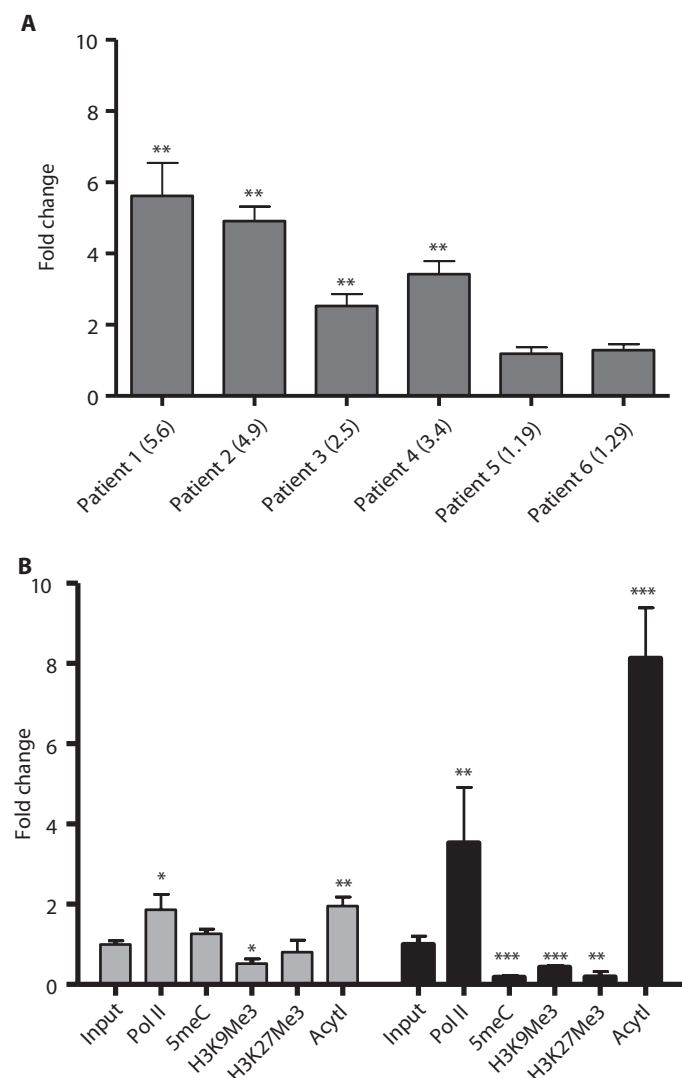 A
10
8
6
4
2
0
Fold change
**
**
**
**
Patient 1 (5.6)
Patient 2 (4.9)
Patient 3 (2.5)
Patient 4 (3.4)
Patient 5 (1.19)
Patient 6 (1.29)
B
10
8
6
4
2
0
Fold change
*
*
**
**
***
***
**
***
Input
Pol II
5meC
H3K9Me3
H3K27Me3
Acytl
Input
Pol II
5meC
H3K9Me3
H3K27Me3
Acytl